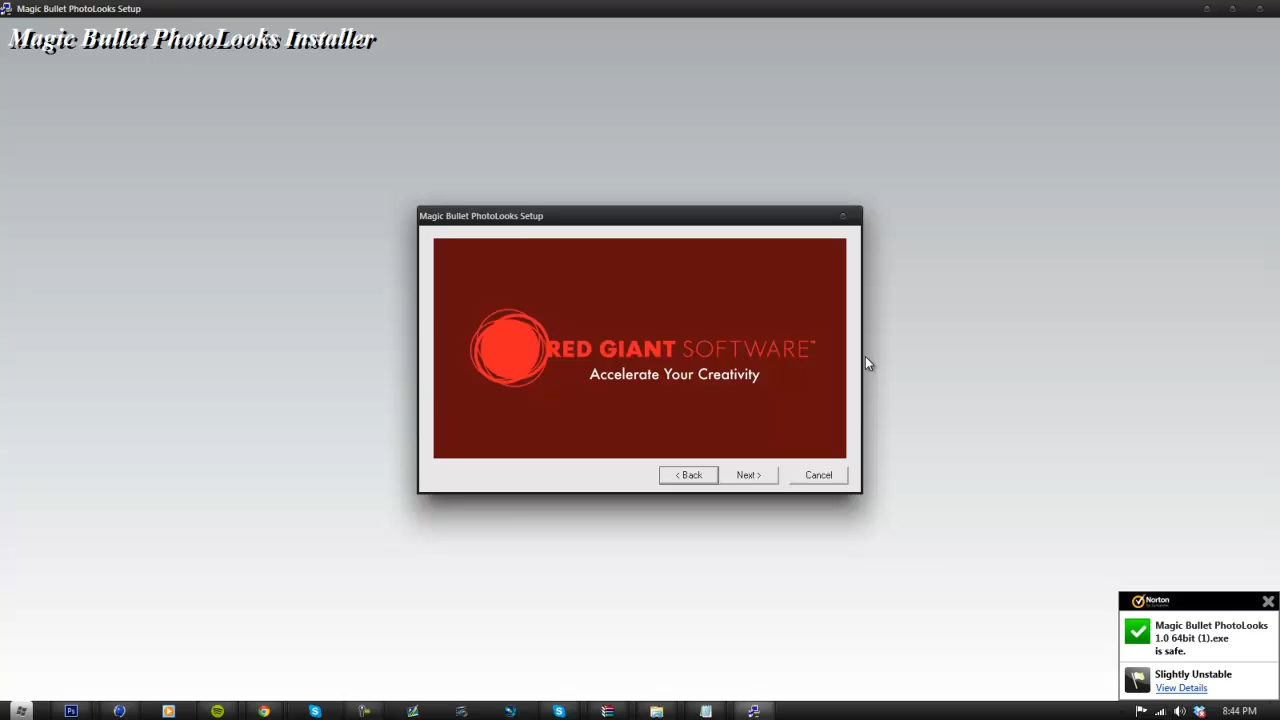 Magic Bullet PhotoLooks Setup
Magic Bullet PhotoLooks Installer
Magic Bullet PhotoLooks Setup
RED GIANT SOFTWARE™
Accelerate Your Creativity
< Back
Next >
Cancel
Norton
Magic Bullet PhotoLooks
1.0 64bit (1).exe
is safe.
Slightly Unstable
View Details
8:44 PM